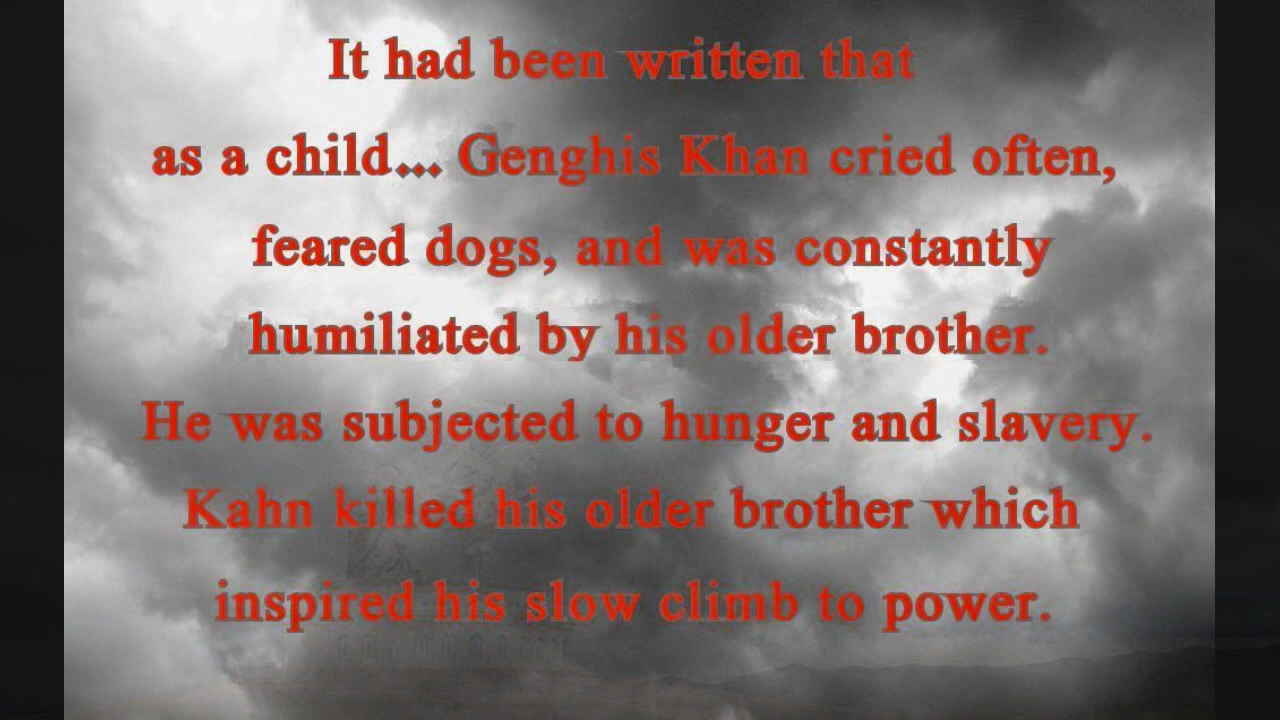 It had been written that
as a child... Genghis Khan cried often,
feared dogs, and was constantly
humiliated by his older brother.
He was subjected to hunger and slavery.
Kahn killed his older brother which
inspired his slow climb to power.